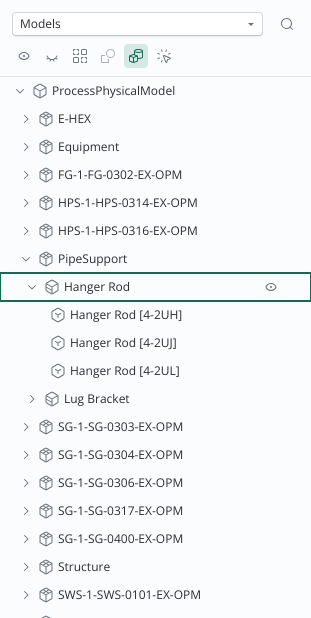 Models
ProcessPhysicalModel
E-HEX
Equipment
FG-1-FG-0302-EX-OPM
HPS-1-HPS-0314-EX-OPM
HPS-1-HPS-0316-EX-OPM
PipeSupport
Hanger Rod
Hanger Rod [4-2UH]
Hanger Rod [4-2UJ]
Hanger Rod [4-2UL]
Lug Bracket
SG-1-SG-0303-EX-OPM
SG-1-SG-0304-EX-OPM
SG-1-SG-0306-EX-OPM
SG-1-SG-0317-EX-OPM
SG-1-SG-0400-EX-OPM
Structure
SWS-1-SWS-0101-EX-OPM